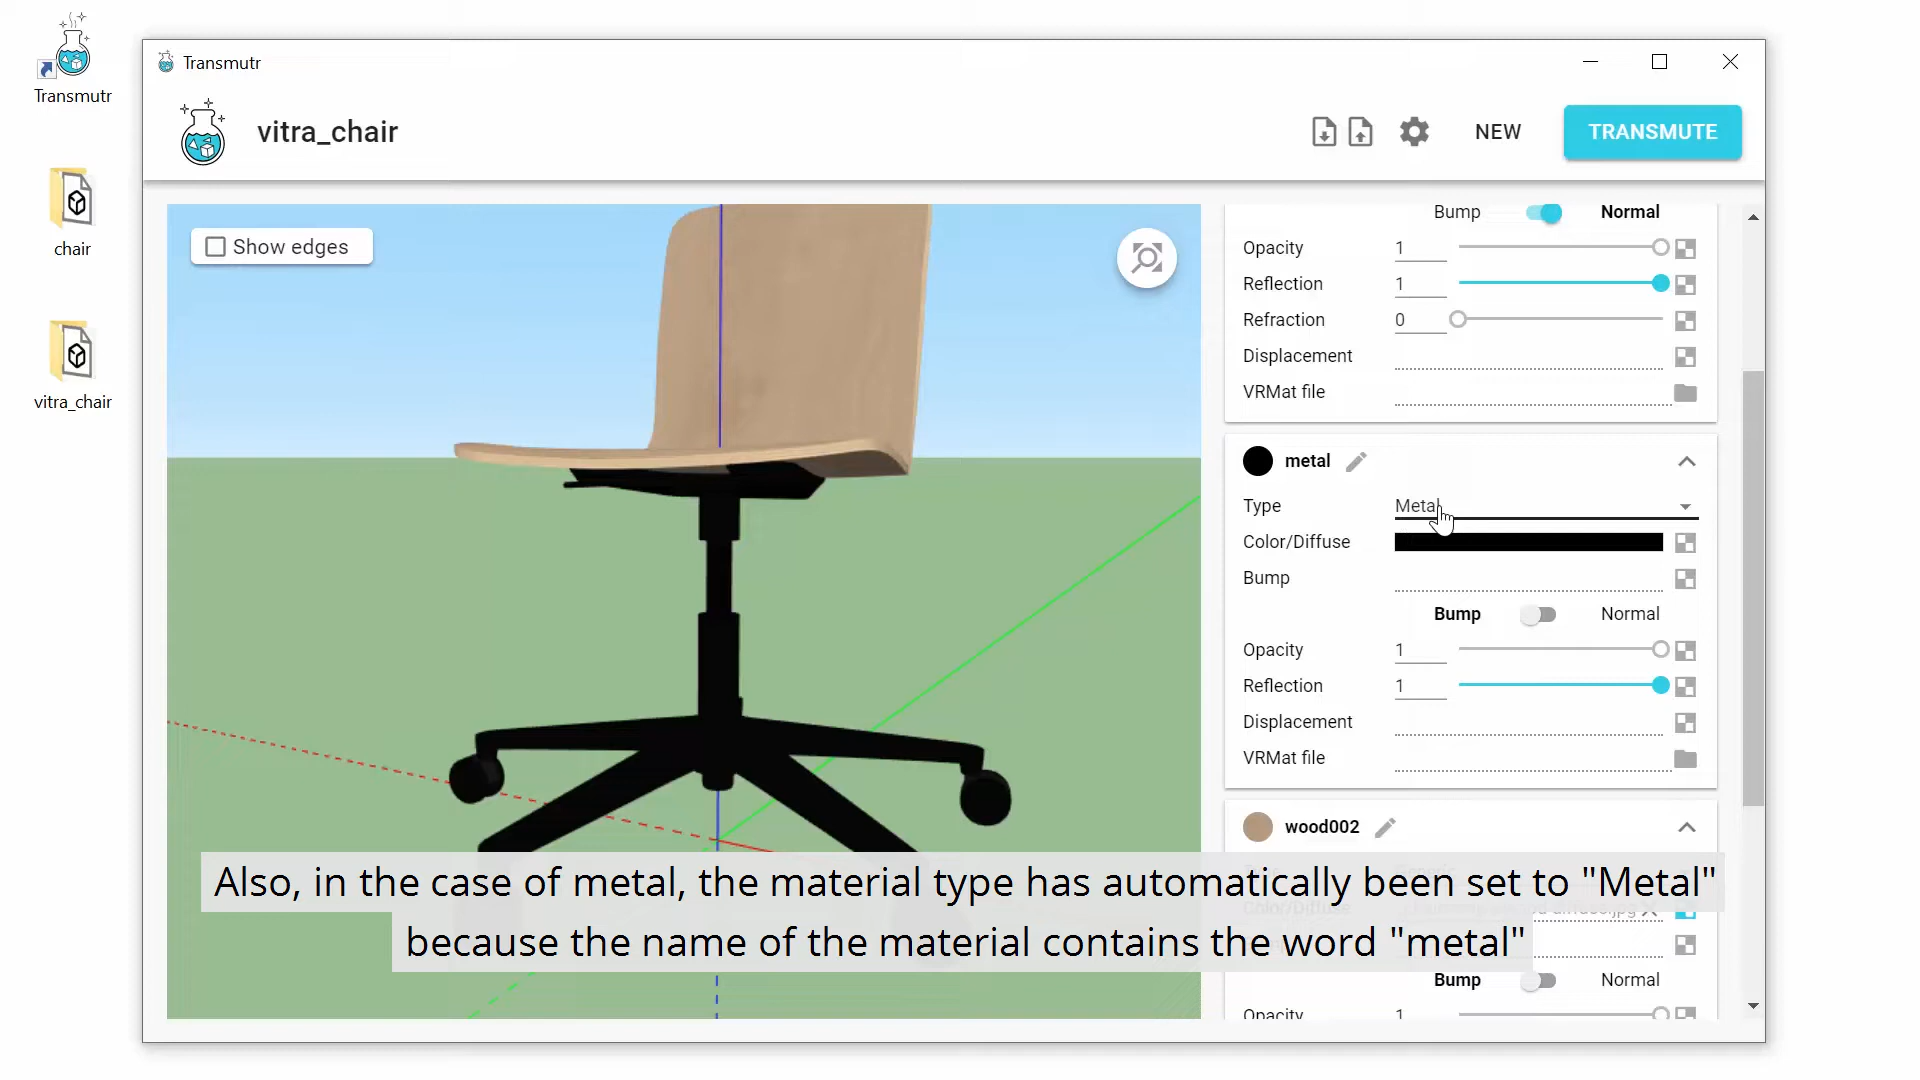 Transmutr
Transmutr
vitra_chair
NEW
TRANSMUTE
chair
vitra_chair
Show edges
Bump Normal
Opacity 1
Reflection 1
Refraction 0
Displacement
VRMat file
metal
Type Metal
Color/Diffuse
Bump
Bump Normal
Opacity 1
Reflection 1
Displacement
VRMat file
wood002
Also, in the case of metal, the material type has automatically been set to "Metal"
because the name of the material contains the word "metal"
Color/Diffuse
Bump Normal
Opacity 1